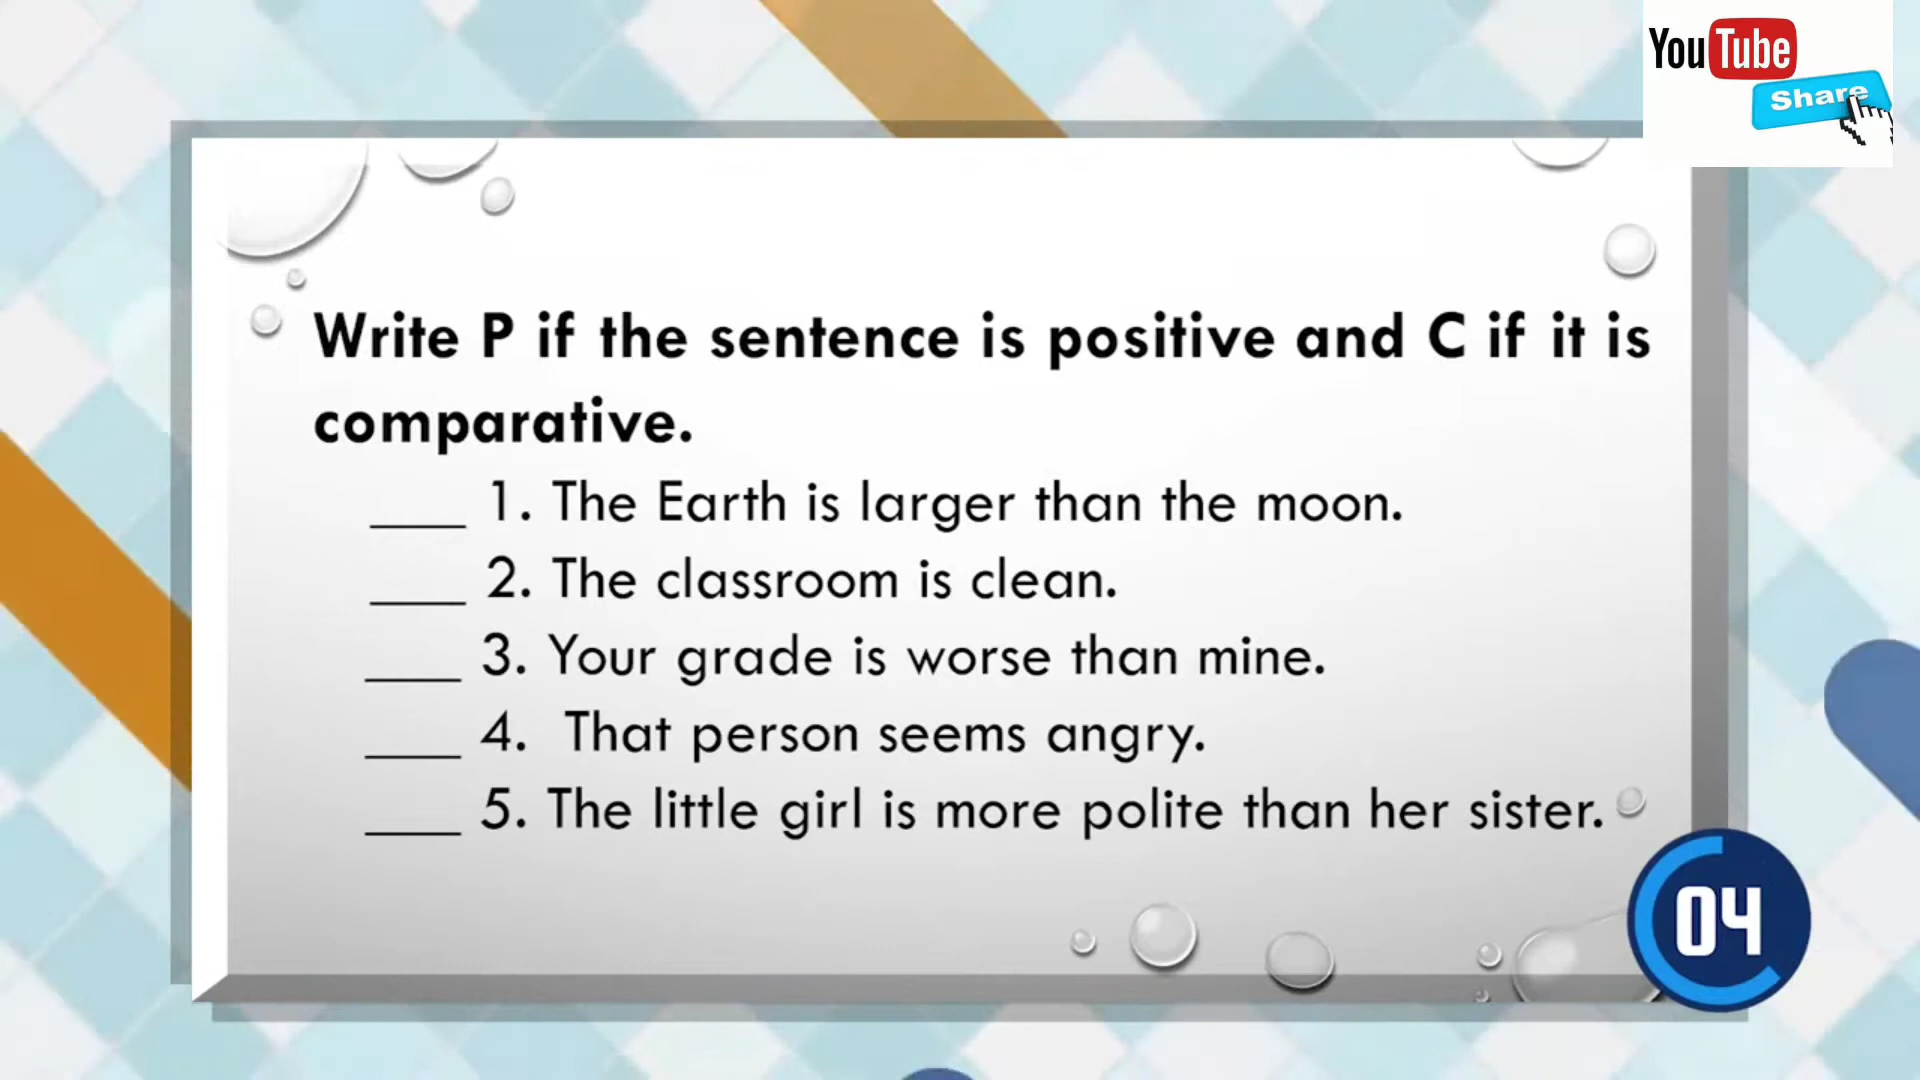 YouTube
Share
Write P if the sentence is positive and C if it is
comparative.
____ 1. The Earth is larger than the moon.
____ 2. The classroom is clean.
____ 3. Your grade is worse than mine.
____ 4. That person seems angry.
____ 5. The little girl is more polite than her sister.
04